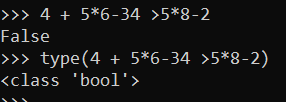 >>> 4 + 5*6-34 >5*8-2
False
>>> type(4 + 5*6-34 >5*8-2)
<class 'bool'>
>>>